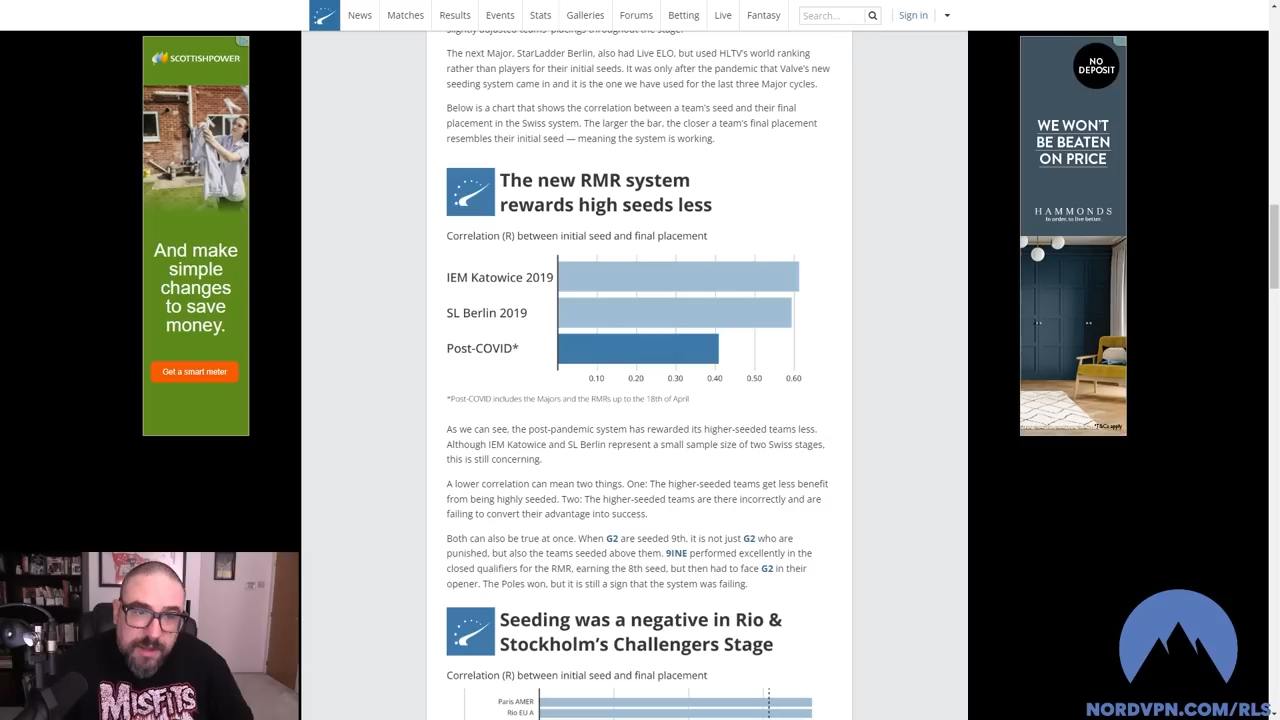 News Matches Results Events Stats Galleries Forums Betting Live Fantasy Search... Sign in
slightly adjusted teams' placings throughout the stage.
The next Major, StarLadder Berlin, also had Live ELO, but used HLTV's world ranking
rather than players for their initial seeds. It was only after the pandemic that Valve's new
seeding system came in and it is the one we have used for the last three Major cycles.
Below is a chart that shows the correlation between a team's seed and their final
placement in the Swiss system. The larger the bar, the closer a team's final placement
resembles their initial seed — meaning the system is working.
The new RMR system
rewards high seeds less
Correlation (R) between initial seed and final placement
IEM Katowice 2019
SL Berlin 2019
Post-COVID*
0.10 0.20 0.30 0.40 0.50 0.60
*Post-COVID includes the Majors and the RMRs up to the 18th of April
As we can see, the post-pandemic system has rewarded its higher-seeded teams less.
Although IEM Katowice and SL Berlin represent a small sample size of two Swiss stages,
this is still concerning.
A lower correlation can mean two things. One: The higher-seeded teams get less benefit
from being highly seeded. Two: The higher-seeded teams are there incorrectly and are
failing to convert their advantage into success.
Both can also be true at once. When G2 are seeded 9th, it is not just G2 who are
punished, but also the teams seeded above them. 9INE performed excellently in the
closed qualifiers for the RMR, earning the 8th seed, but then had to face G2 in their
opener. The Poles won, but it is still a sign that the system was failing.
Seeding was a negative in Rio &
Stockholm's Challengers Stage
Correlation (R) between initial seed and final placement
Paris AMER
Rio EU A
SCOTTISHPOWER
And make
simple
changes
to save
money.
Get a smart meter
NO
DEPOSIT
WE WON'T
BE BEATEN
ON PRICE
HAMMONDS
In order, to live better.
*T&Cs apply
MISFITS
NORDVPN.COM/RLS